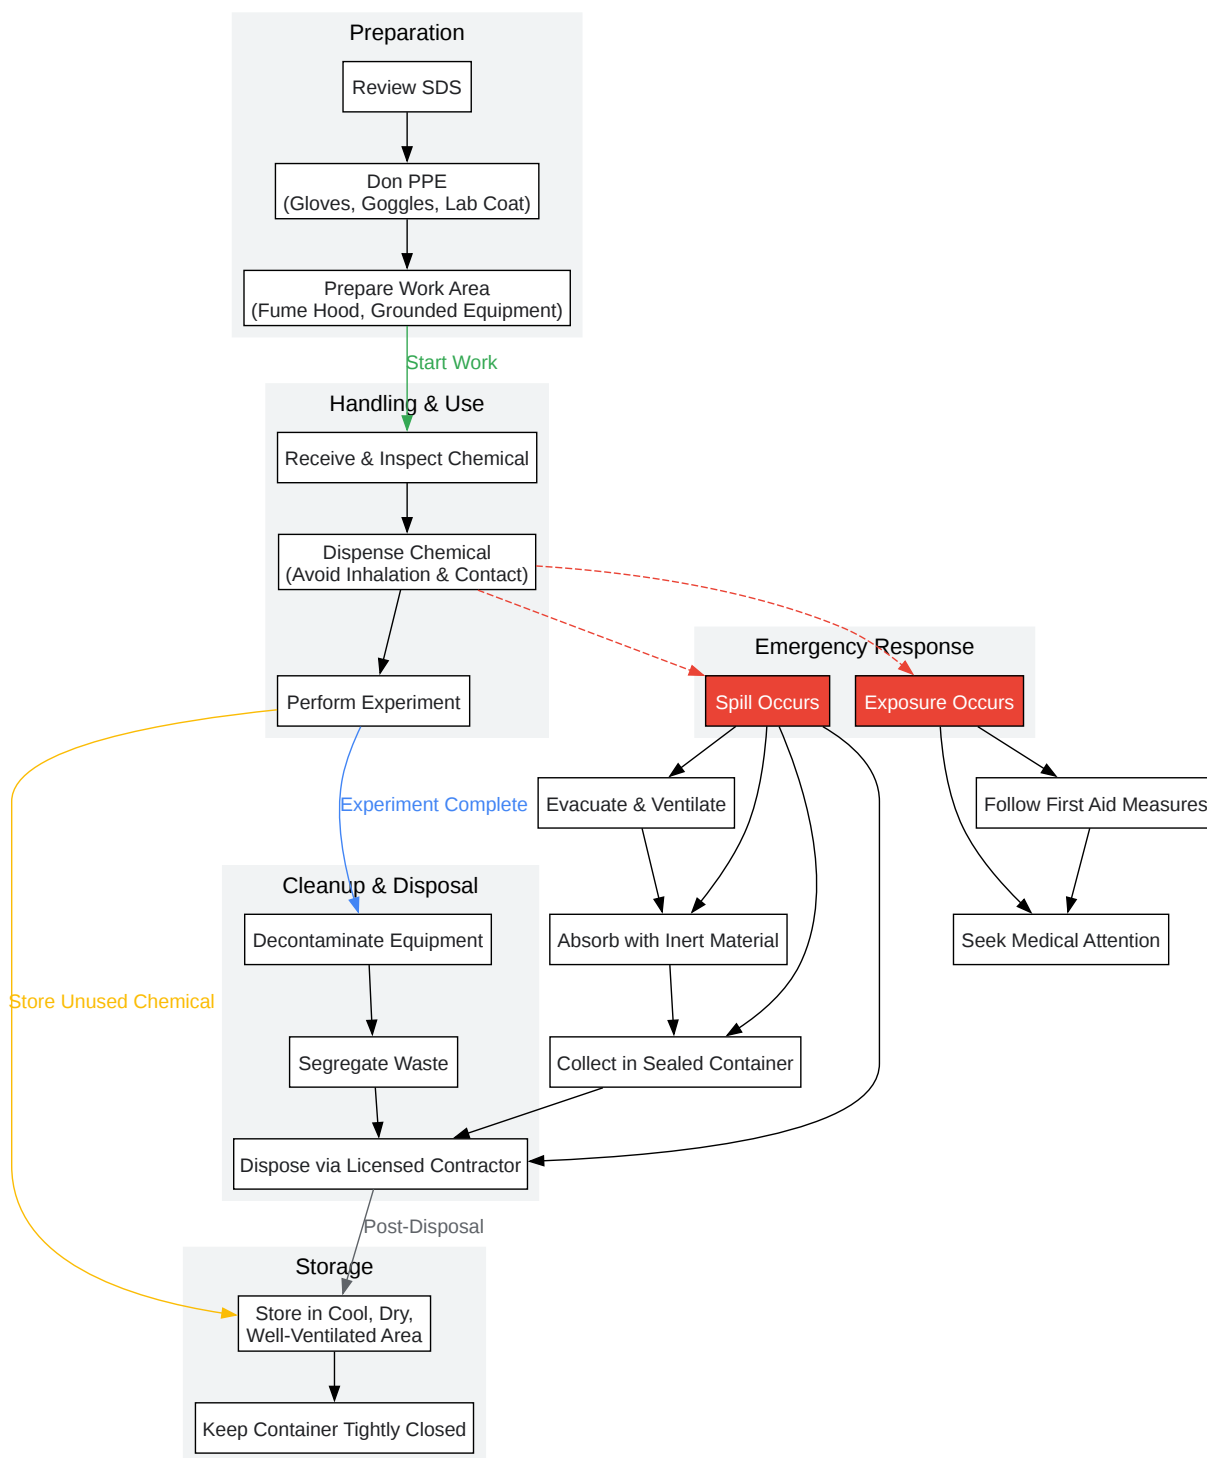 Preparation
Review SDS
Don PPE
(Gloves, Goggles, Lab Coat)
Prepare Work Area
(Fume Hood, Grounded Equipment)
Start Work
Handling & Use
Receive & Inspect Chemical
Dispense Chemical
(Avoid Inhalation & Contact)
Emergency Response
Perform Experiment
Spill Occurs
Exposure Occurs
Experiment Complete
Evacuate & Ventilate
Follow First Aid Measures
Cleanup & Disposal
Decontaminate Equipment
Absorb with Inert Material
Seek Medical Attention
Store Unused Chemical
Segregate Waste
Collect in Sealed Container
Dispose via Licensed Contractor
Post-Disposal
Storage
Store in Cool, Dry,
Well-Ventilated Area
Keep Container Tightly Closed